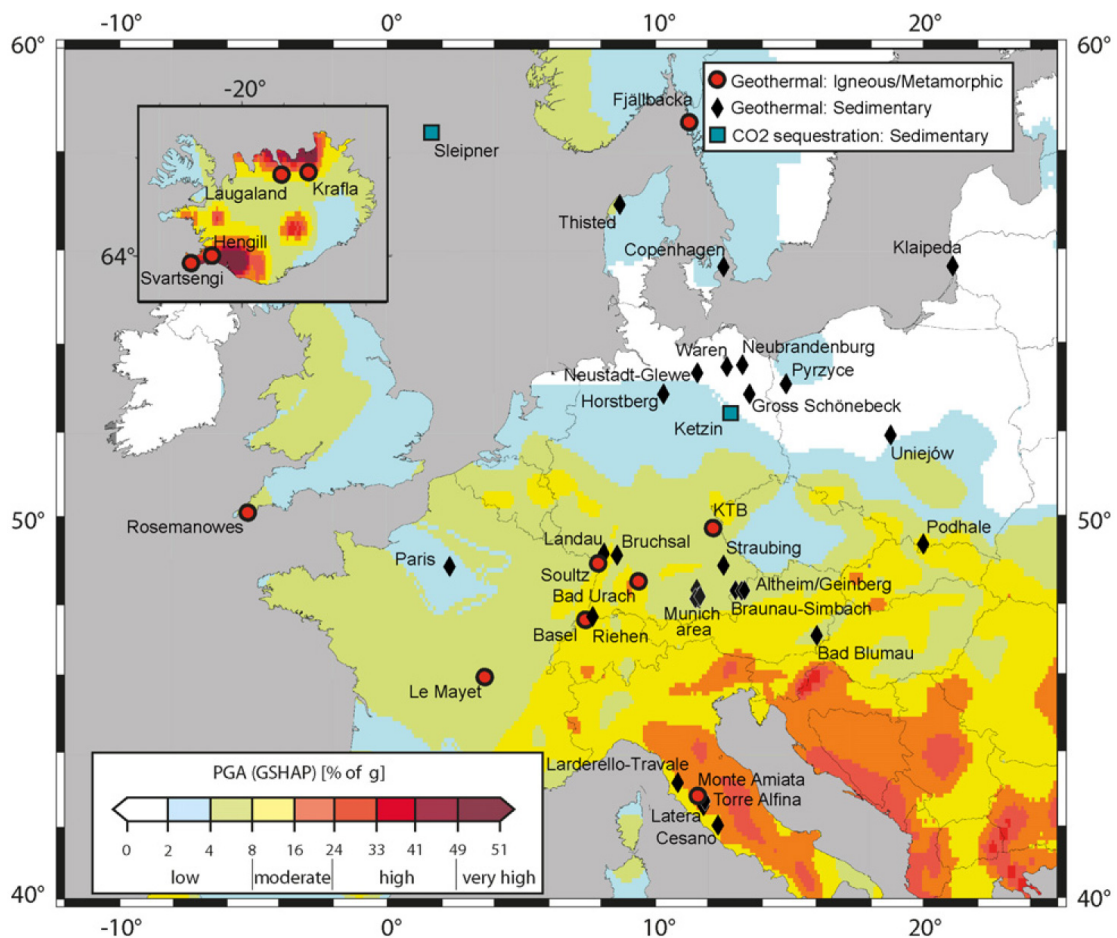 -10° 0° 10° 20°
60° 60°
Geothermal: Igneous/Metamorphic
Geothermal: Sedimentary
CO2 sequestration: Sedimentary
-20°
Fjällbacka
Sleipner
Laugaland
Krafla
Thisted
Hengill
64°
Svartsengi
Copenhagen
Klaipeda
Waren
Neubrandenburg
Neustadt-Glewe
Pyrzyce
Horstberg
Gross Schönebeck
Ketzin
Uniejów
50° 50°
Rosemanowes
KTB
Podhale
Landau
Bruchsal
Straubing
Paris
Soultz
Altheim/Geinberg
Bad Urach
Munich
area
Braunau-Simbach
Basel
Riehen
Bad Blumau
Le Mayet
Larderello-Travale
Monte Amiata
Torre Alfina
Latera
Cesano
PGA (GSHAP) [% of g]
0 2 4 8 16 24 33 41 49 51
low moderate high very high
40° 40°
-10° 0° 10° 20°